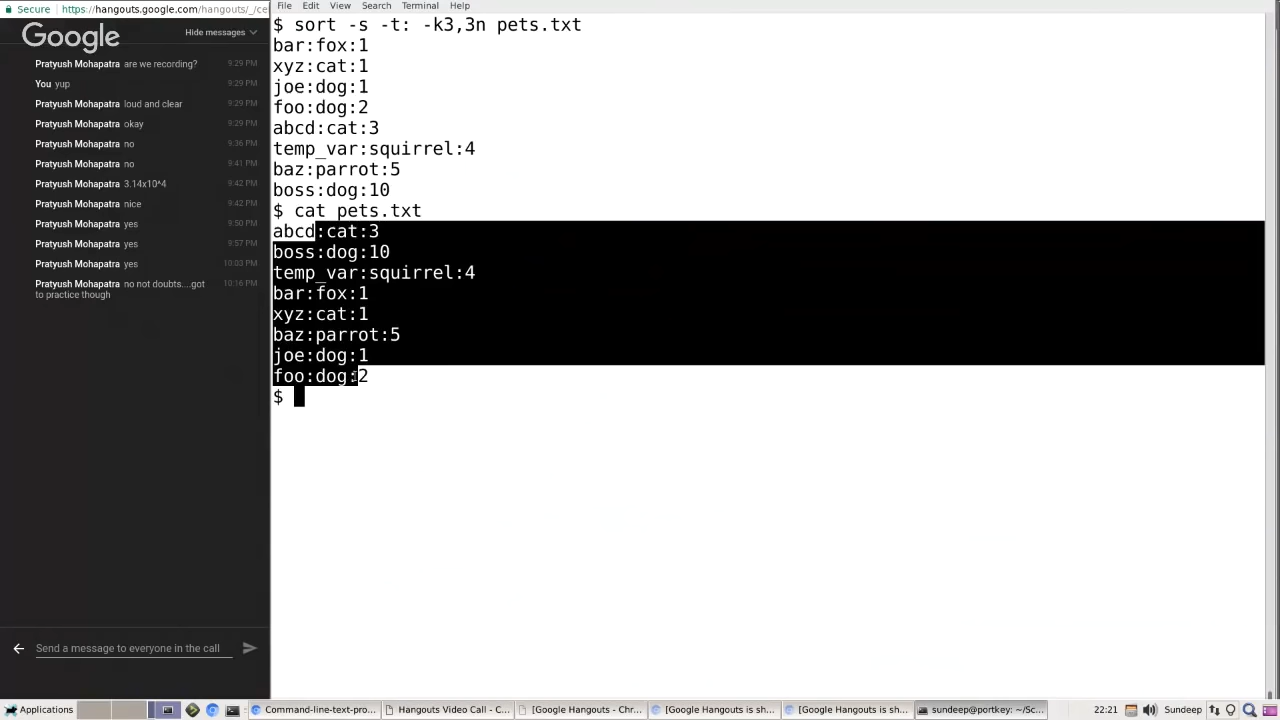 Secure https://hangouts.google.com/hangouts/_/ce
Google
Hide messages
Pratyush Mohapatra are we recording? 9:29 PM
You yup 9:29 PM
Pratyush Mohapatra loud and clear 9:29 PM
Pratyush Mohapatra okay 9:29 PM
Pratyush Mohapatra no 9:36 PM
Pratyush Mohapatra no 9:41 PM
Pratyush Mohapatra 3.14x10^4 9:42 PM
Pratyush Mohapatra nice 9:42 PM
Pratyush Mohapatra yes 9:50 PM
Pratyush Mohapatra yes 9:57 PM
Pratyush Mohapatra yes 10:03 PM
Pratyush Mohapatra no not doubts....got 10:16 PM
to practice though
Send a message to everyone in the call
File Edit View Search Terminal Help
$ sort -s -t: -k3,3n pets.txt
bar:fox:1
xyz:cat:1
joe:dog:1
foo:dog:2
abcd:cat:3
temp_var:squirrel:4
baz:parrot:5
boss:dog:10
$ cat pets.txt
abcd:cat:3
boss:dog:10
temp_var:squirrel:4
bar:fox:1
xyz:cat:1
baz:parrot:5
joe:dog:1
foo:dog:2
$
Applications Command-line-text-pro... Hangouts Video Call - C... [Google Hangouts - Chr... [Google Hangouts is sh... [Google Hangouts is sh... sundeep@portkey: ~/Sc... 22:21 Sundeep